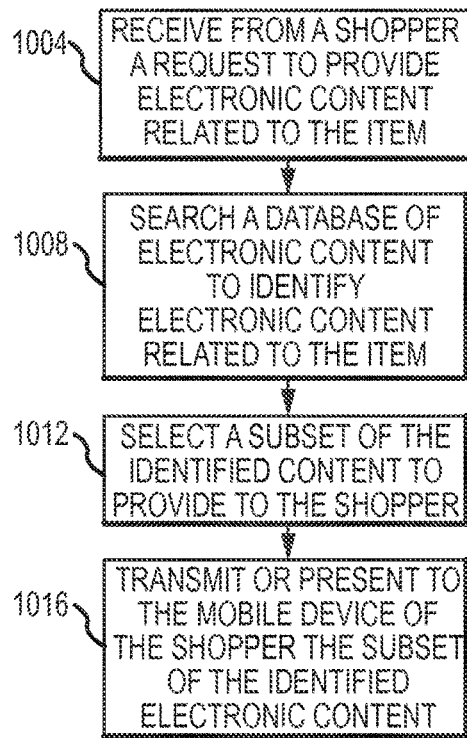 1004
RECEIVE FROM A SHOPPER
A REQUEST TO PROVIDE
ELECTRONIC CONTENT
RELATED TO THE ITEM
1008
SEARCH A DATABASE OF
ELECTRONIC CONTENT
TO IDENTIFY
ELECTRONIC CONTENT
RELATED TO THE ITEM
1012
SELECT A SUBSET OF THE
IDENTIFIED CONTENT TO
PROVIDE TO THE SHOPPER
1016
TRANSMIT OR PRESENT TO
THE MOBILE DEVICE OF
THE SHOPPER THE SUBSET
OF THE IDENTIFIED
ELECTRONIC CONTENT